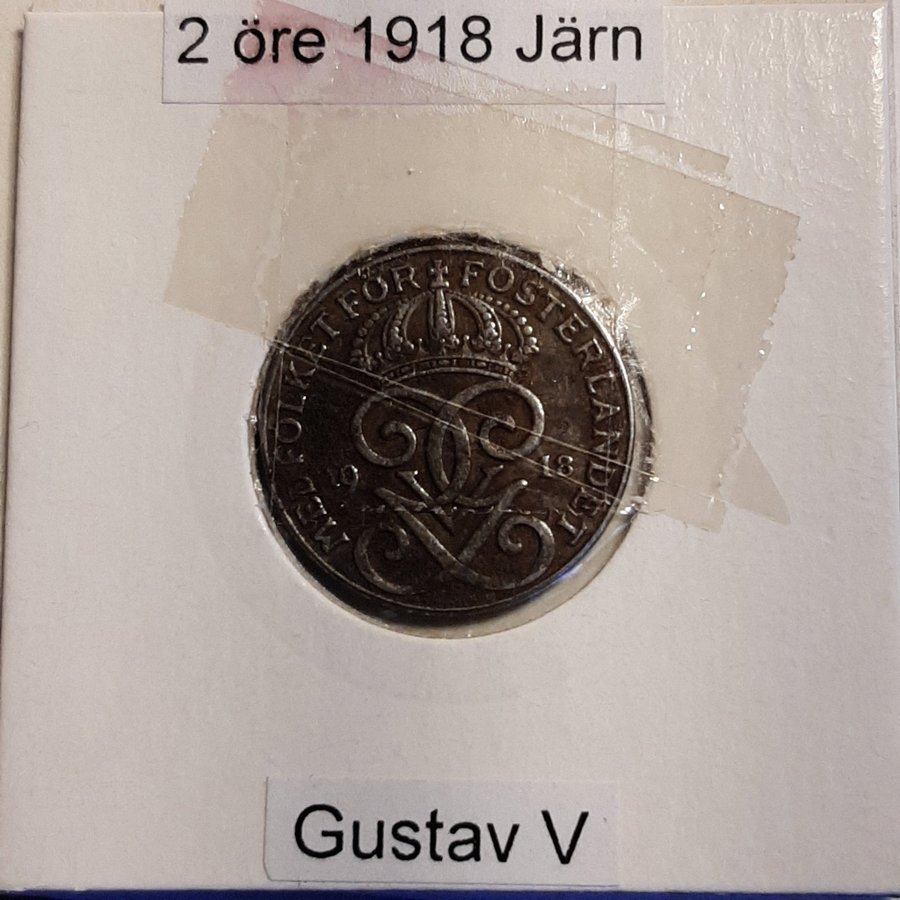 2 öre 1918 Järn
MED FOLKET FÖR FOSTERLANDET
19 18
Gustav V